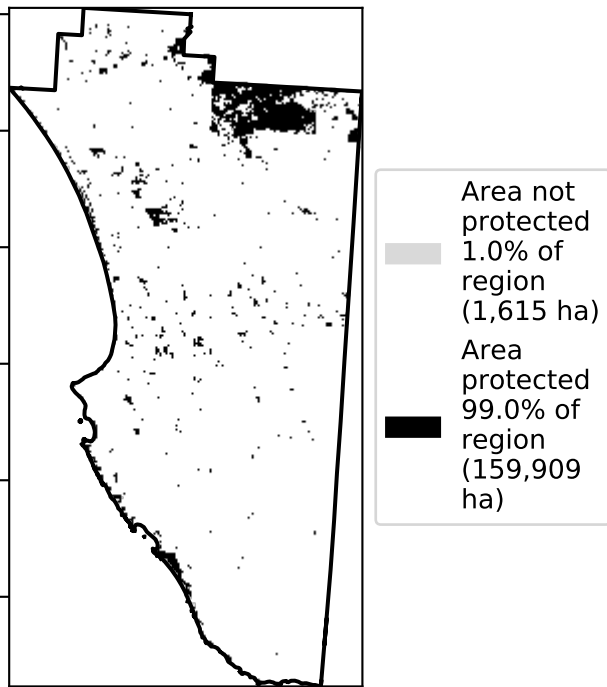 Area not
protected
1.0% of
region
(1,615 ha)
Area
protected
99.0% of
region
(159,909
ha)